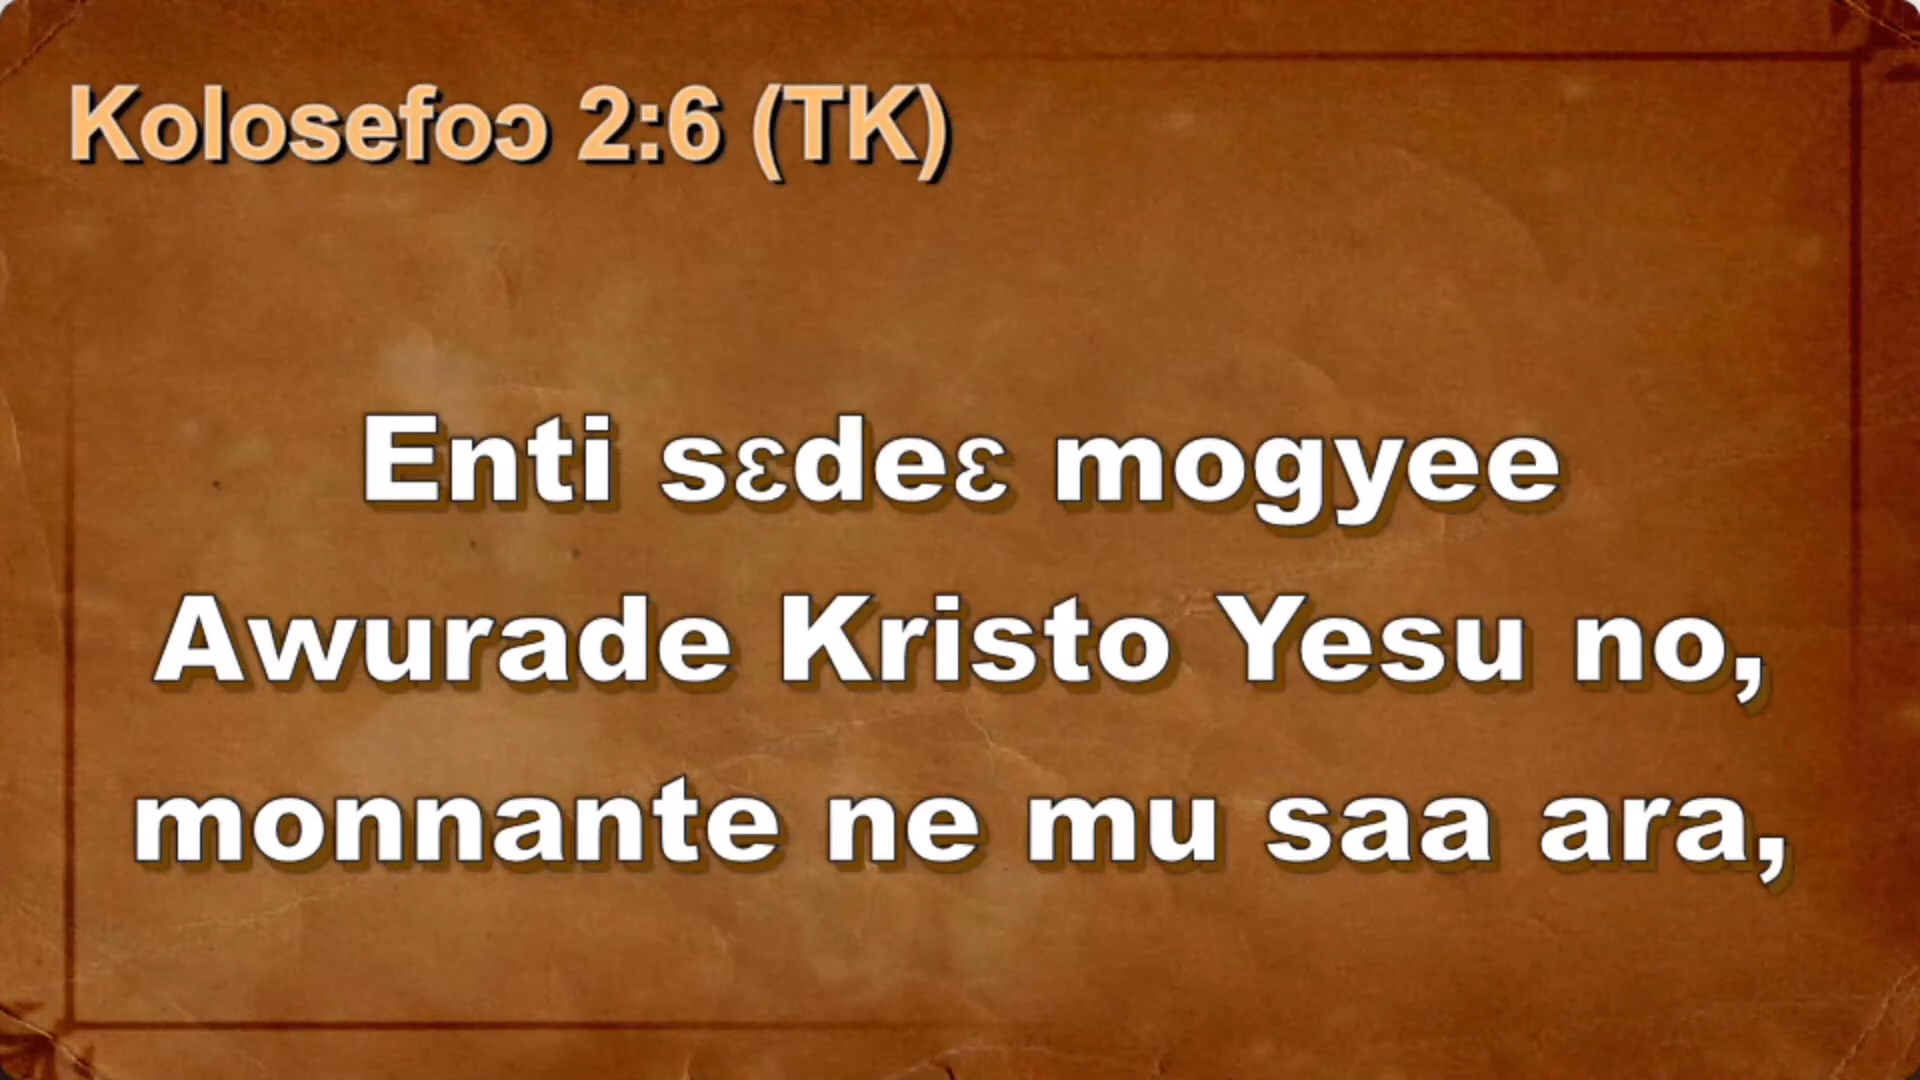 Kolosefoɔ 2:6 (TK)
Enti sɛdeɛ mogyee
Awurade Kristo Yesu no,
monnante ne mu saa ara,